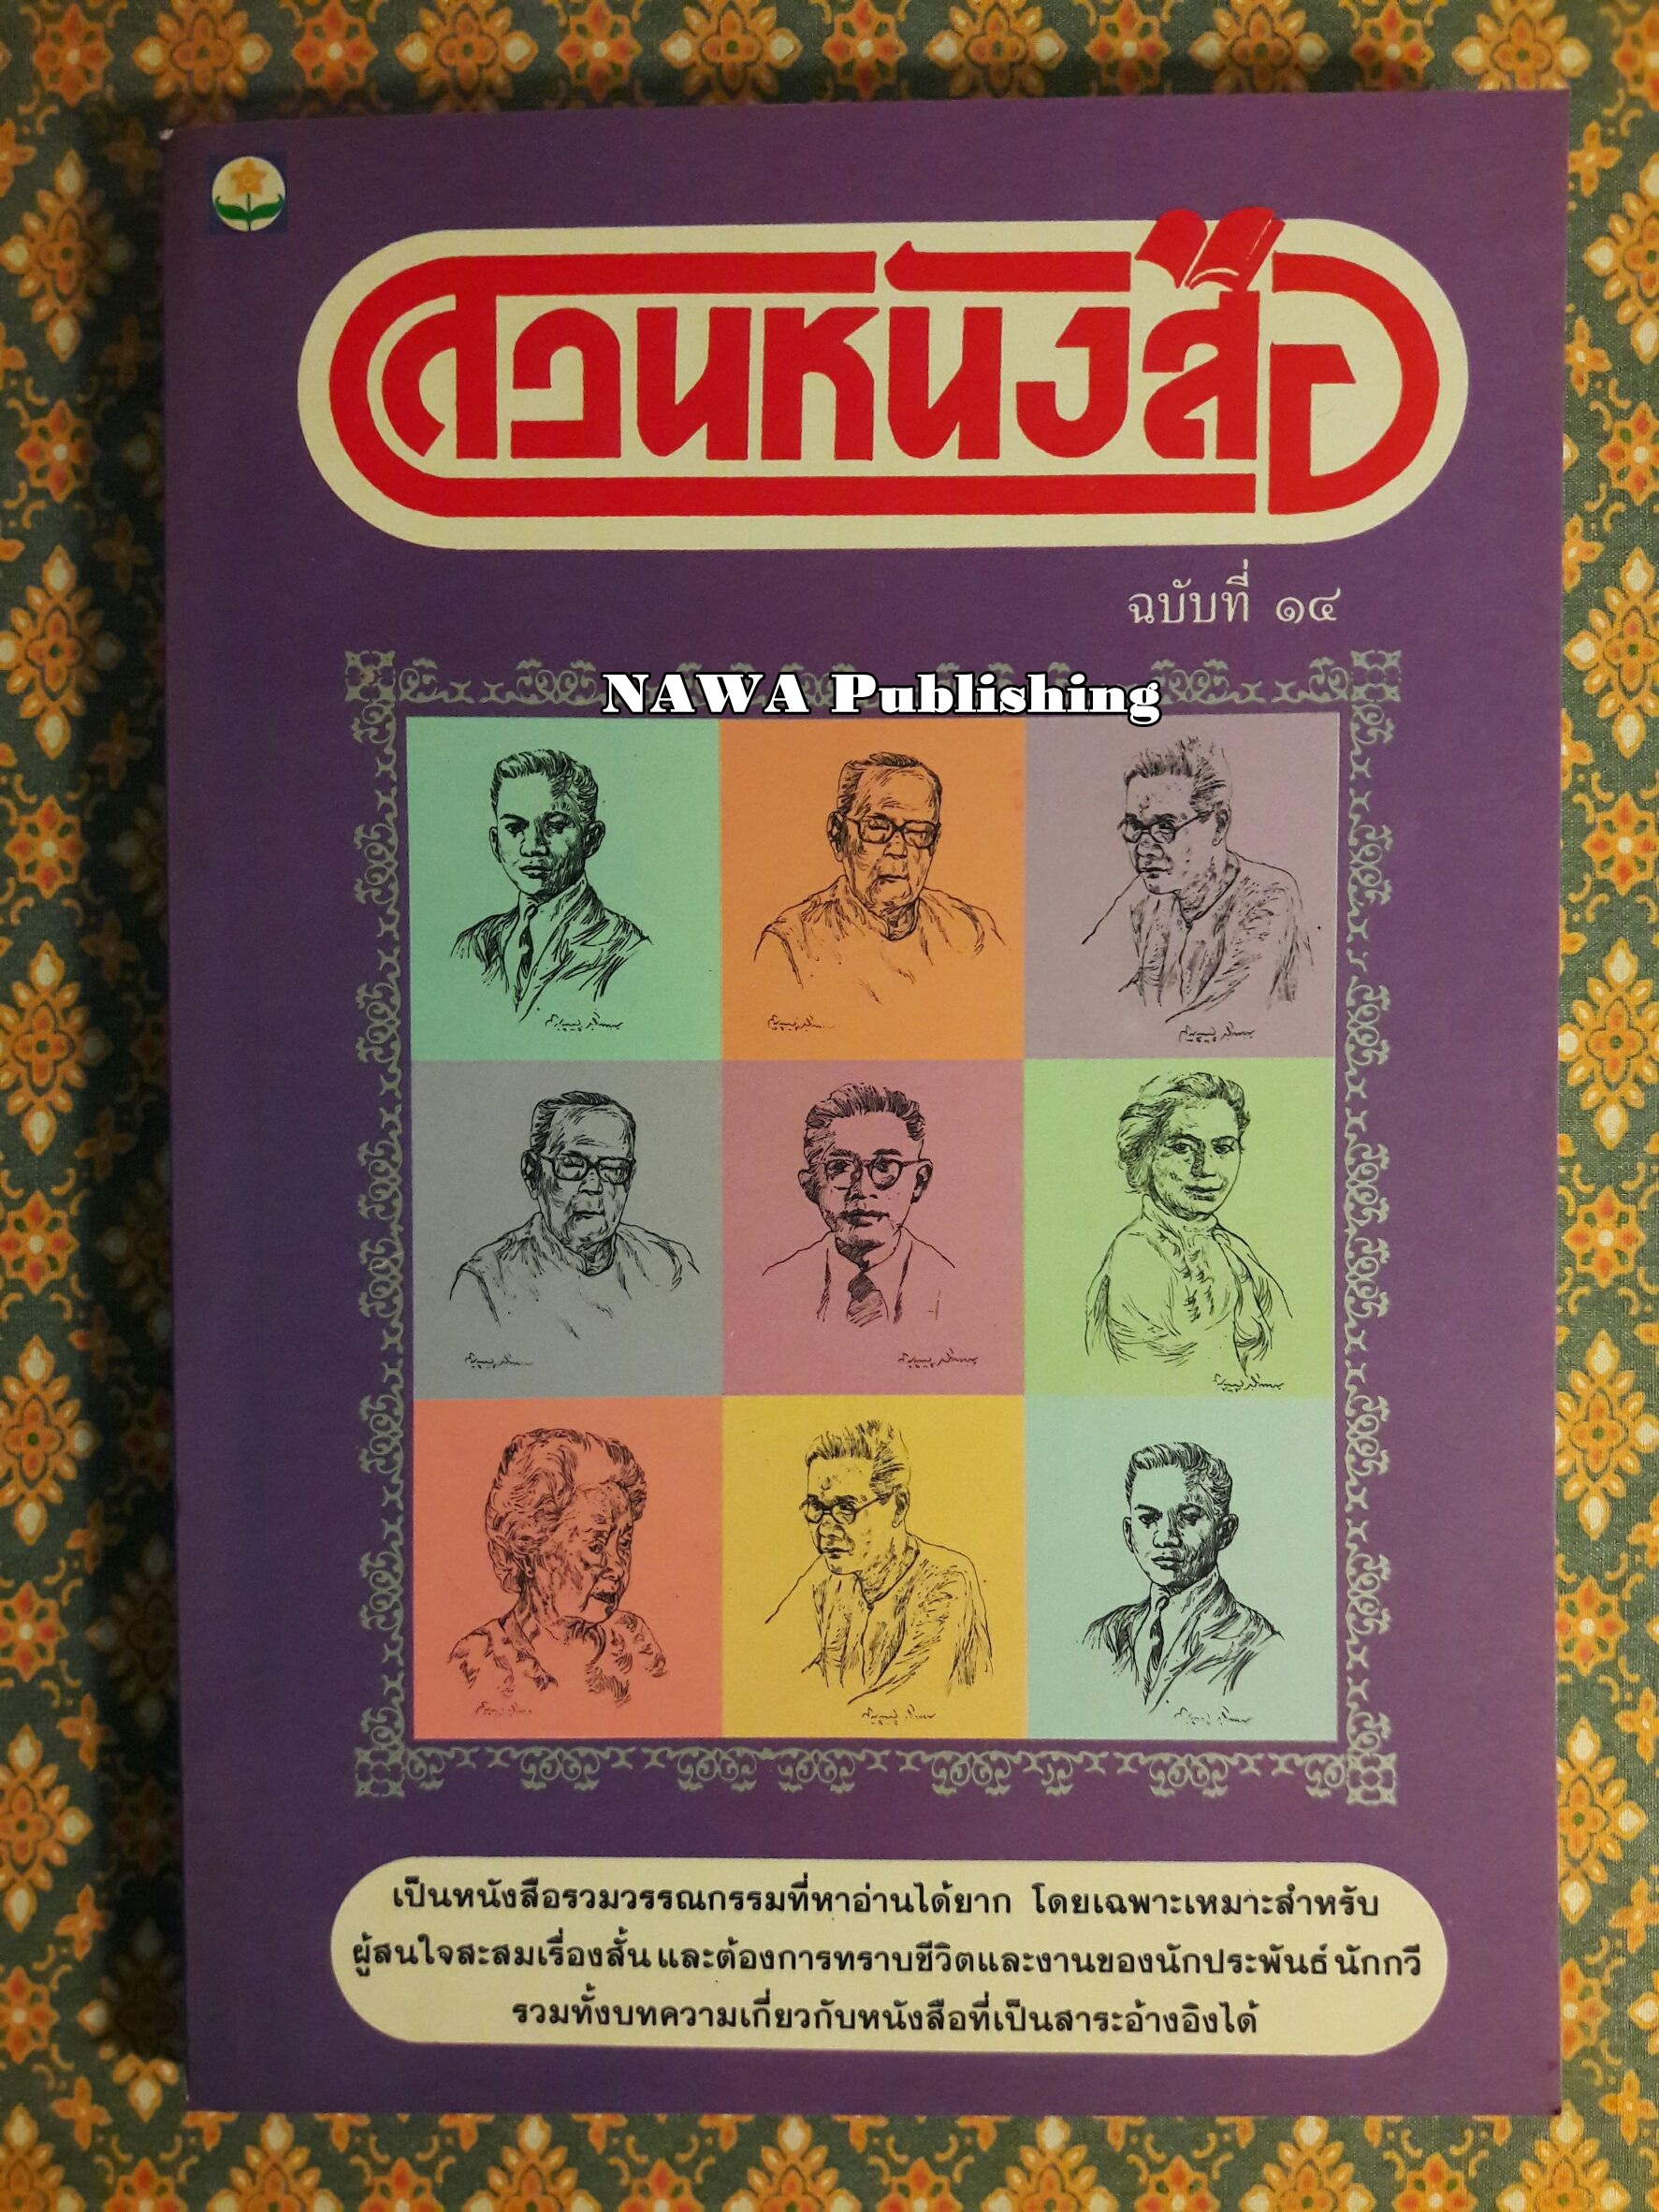 สวนหนังสือ
ฉบับที่ ๑๔
NAWA Publishing
เป็นหนังสือรวมวรรณกรรมที่หาอ่านได้ยาก โดยเฉพาะเหมาะสำหรับ
ผู้สนใจสะสมเรื่องสั้น และต้องการทราบชีวิตและงานของนักประพันธ์ นักกวี
รวมทั้งบทความเกี่ยวกับหนังสือที่เป็นสาระอ้างอิงได้